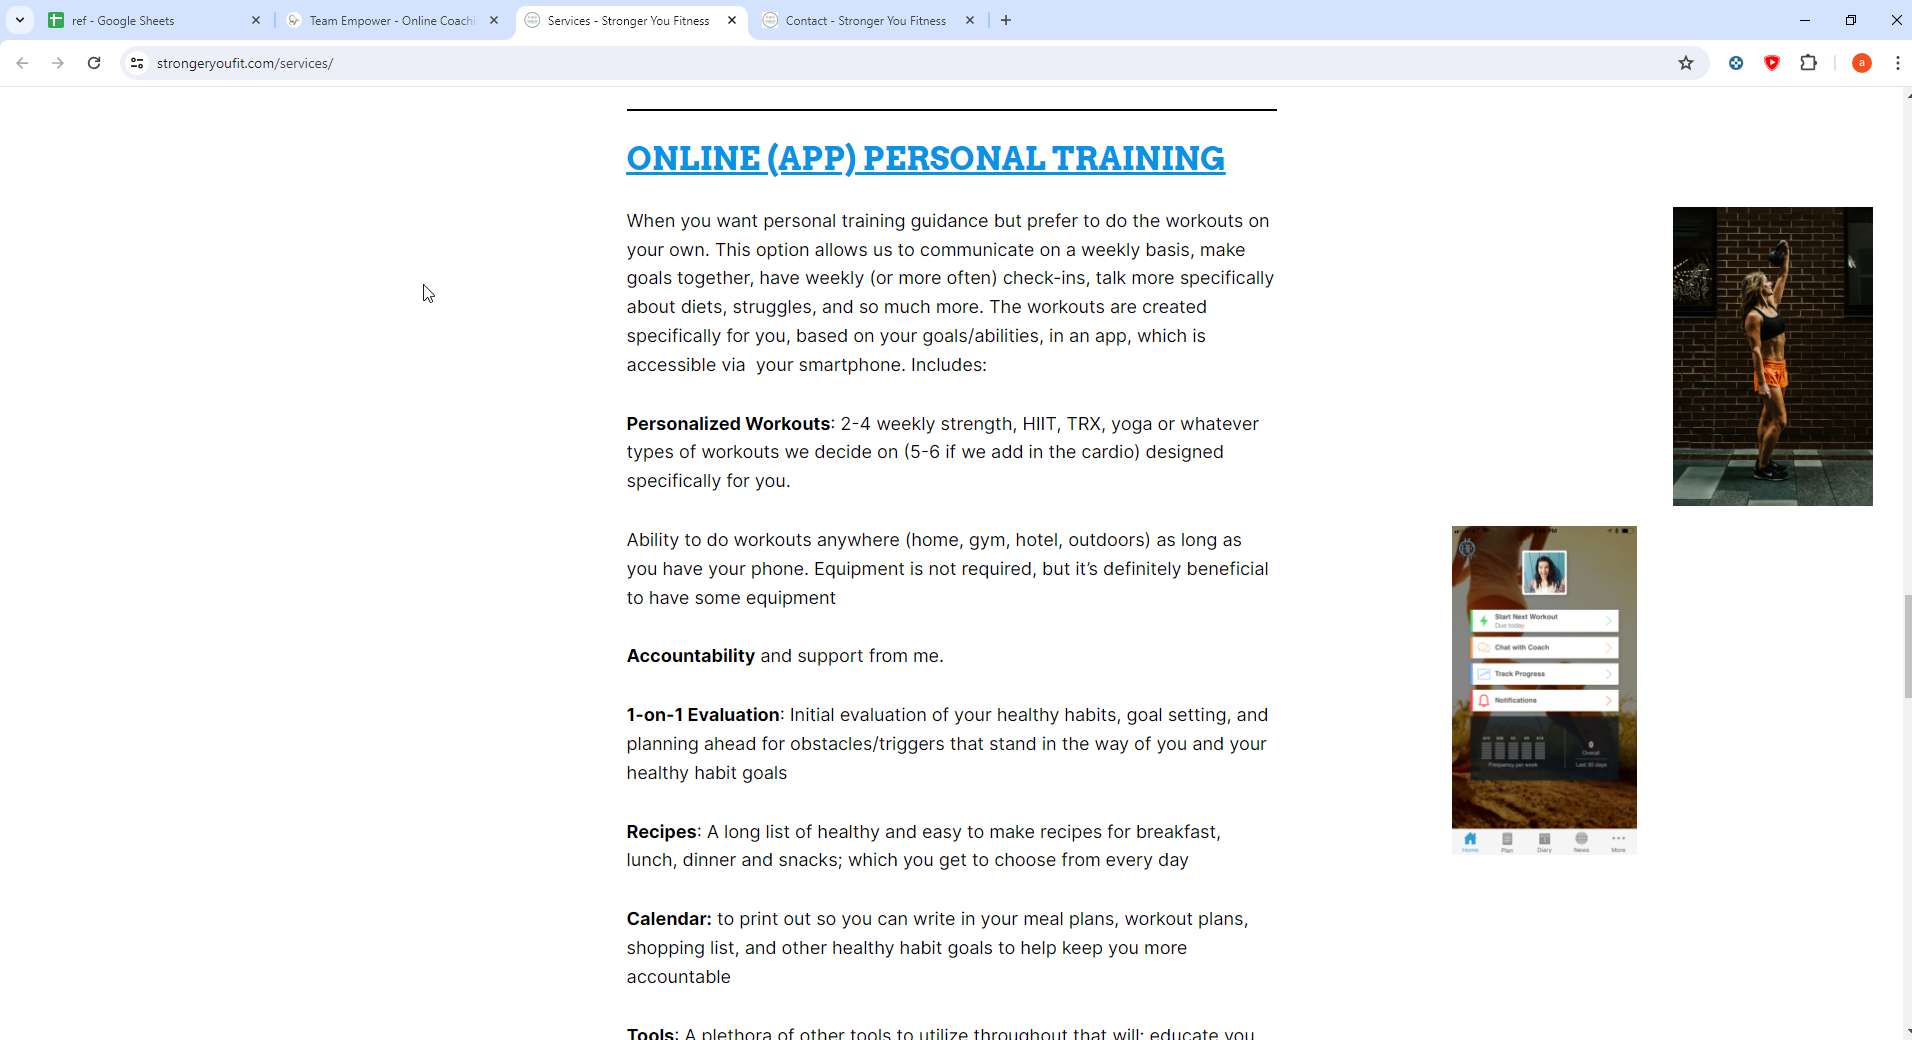 ref - Google Sheets
Team Empower - Online Coachi
Services - Stronger You Fitness
Contact - Stronger You Fitness
strongeryoufit.com/services/
a
ONLINE (APP) PERSONAL TRAINING
When you want personal training guidance but prefer to do the workouts on
your own. This option allows us to communicate on a weekly basis, make
goals together, have weekly (or more often) check-ins, talk more specifically
about diets, struggles, and so much more. The workouts are created
specifically for you, based on your goals/abilities, in an app, which is
accessible via  your smartphone. Includes:
Personalized Workouts: 2-4 weekly strength, HIIT, TRX, yoga or whatever
types of workouts we decide on (5-6 if we add in the cardio) designed
specifically for you.
Ability to do workouts anywhere (home, gym, hotel, outdoors) as long as
you have your phone. Equipment is not required, but it’s definitely beneficial
to have some equipment
Accountability and support from me.
1-on-1 Evaluation: Initial evaluation of your healthy habits, goal setting, and
planning ahead for obstacles/triggers that stand in the way of you and your
healthy habit goals
Recipes: A long list of healthy and easy to make recipes for breakfast,
lunch, dinner and snacks; which you get to choose from every day
Calendar: to print out so you can write in your meal plans, workout plans,
shopping list, and other healthy habit goals to help keep you more
accountable
Tools: A plethora of other tools to utilize throughout that will: educate you
Start Next Workout
Due today
Chat with Coach
Track Progress
Notifications
0
Overall
Frequency per week
Last 30 days
Home
Plan
Diary
News
More